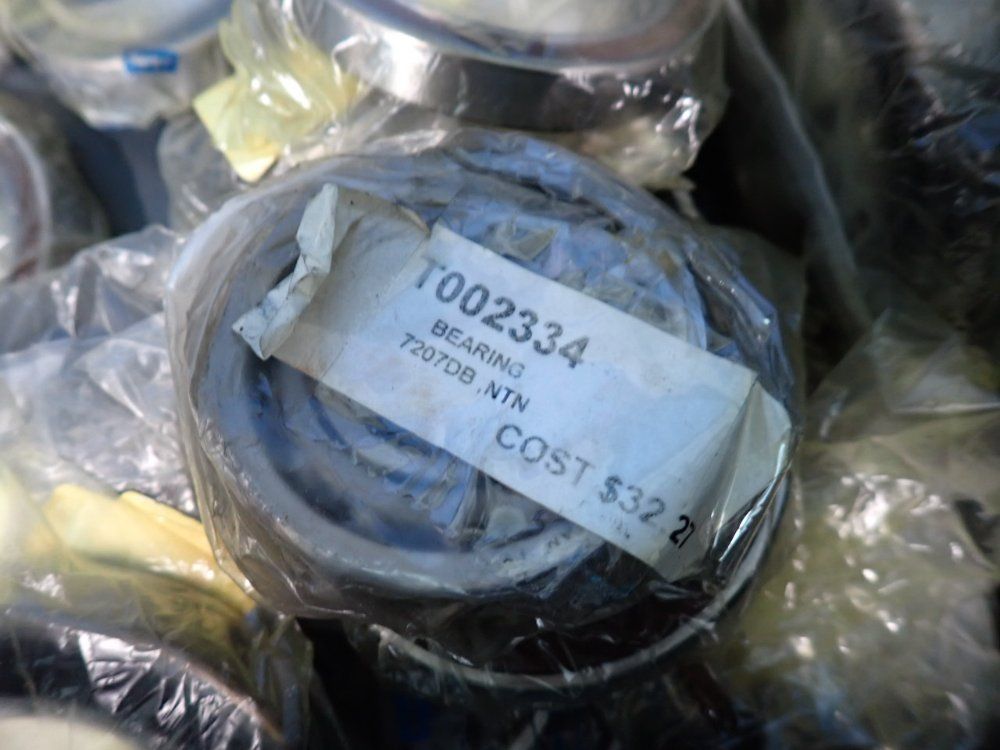 T002334
BEARING
7207DB ,NTN
COST $32.27